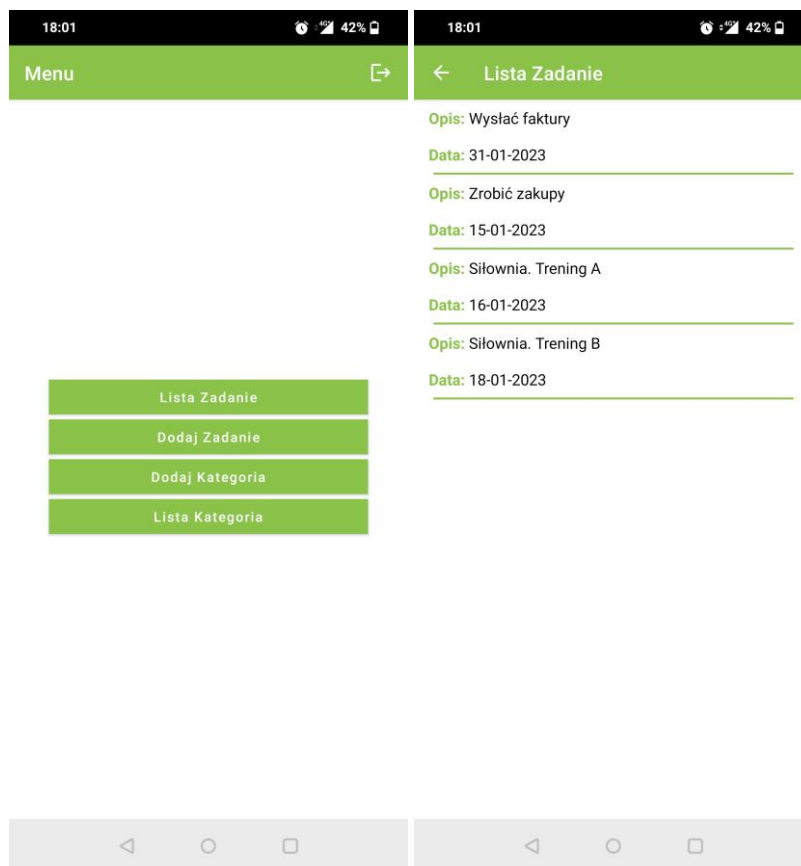 18:01
4G
42%
Menu
Lista Zadanie
Dodaj Zadanie
Dodaj Kategoria
Lista Kategoria
18:01
4G
42%
Lista Zadanie
Opis: Wysłać faktury
Data: 31-01-2023
Opis: Zrobić zakupy
Data: 15-01-2023
Opis: Siłownia. Trening A
Data: 16-01-2023
Opis: Siłownia. Trening B
Data: 18-01-2023